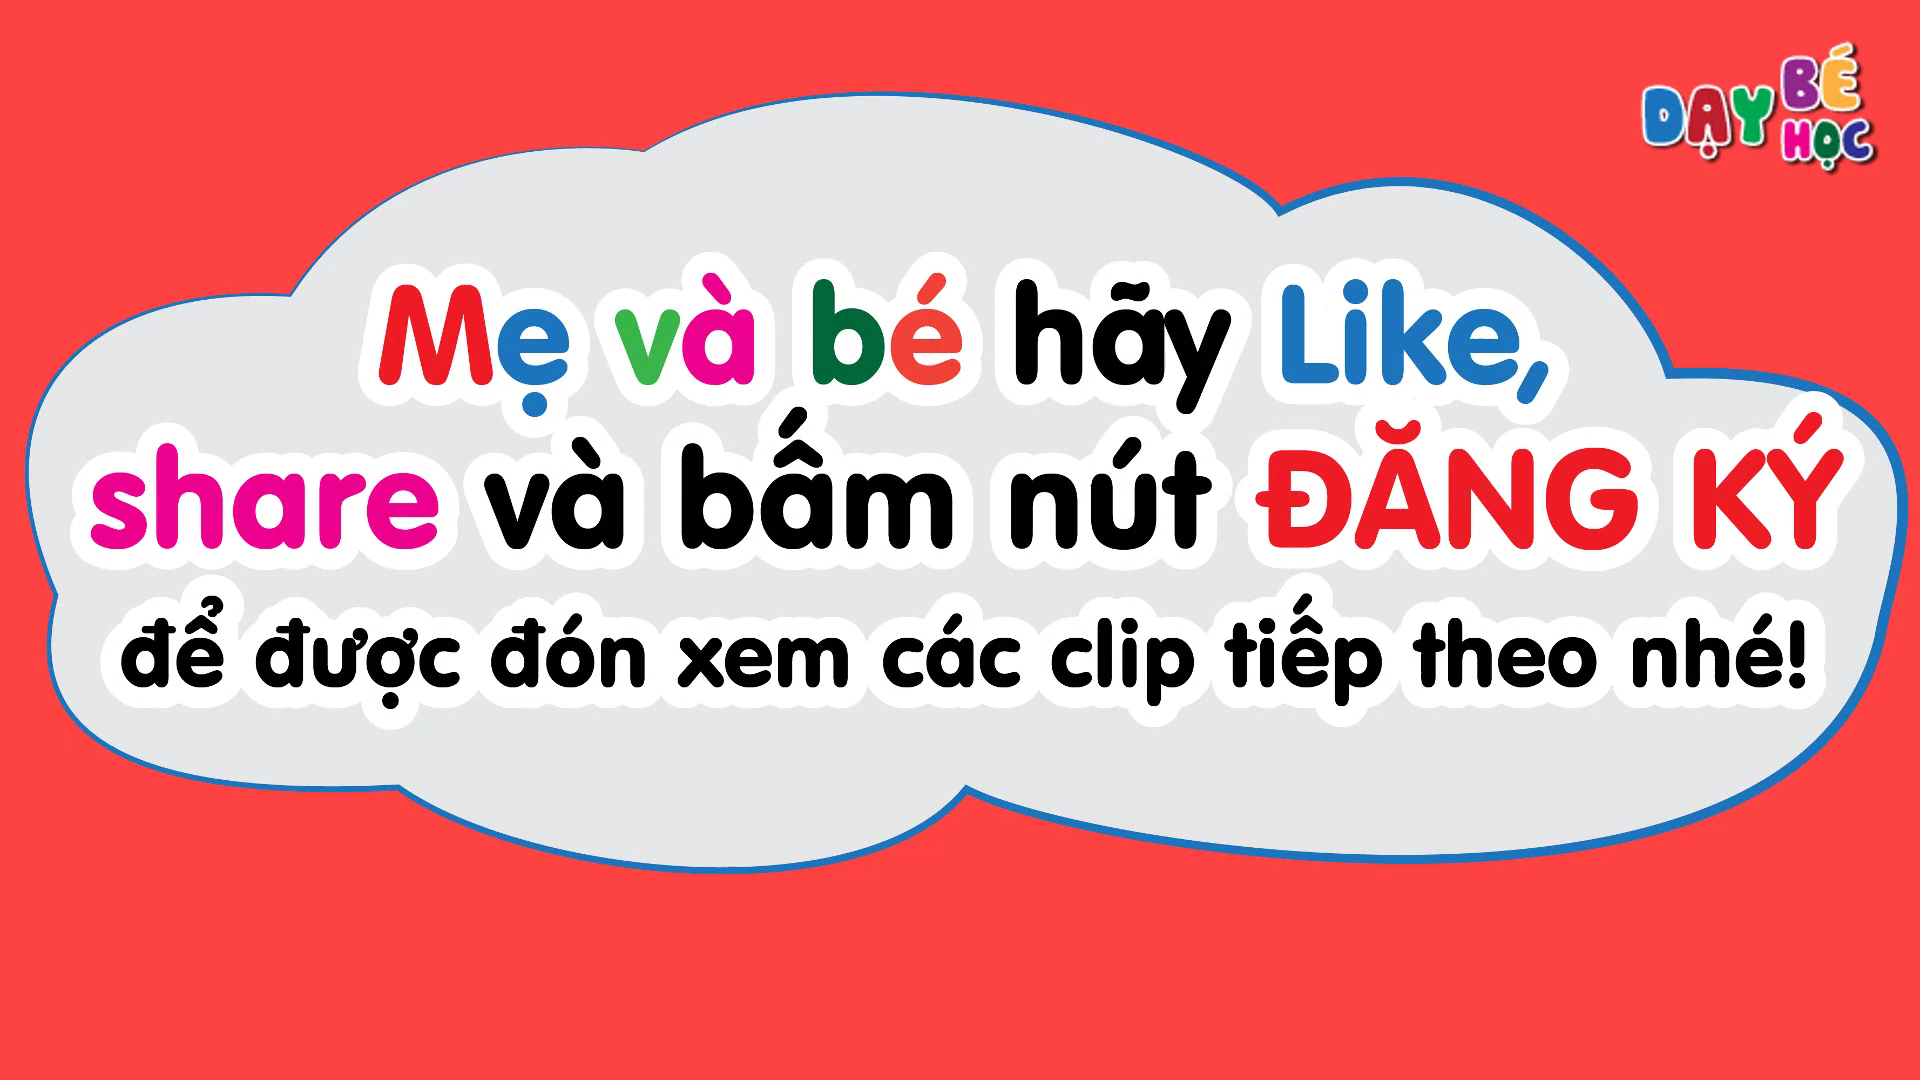 DẠY BÉ HỌC
Mẹ và bé hãy Like,
share và bấm nút ĐĂNG KÝ
để được đón xem các clip tiếp theo nhé!